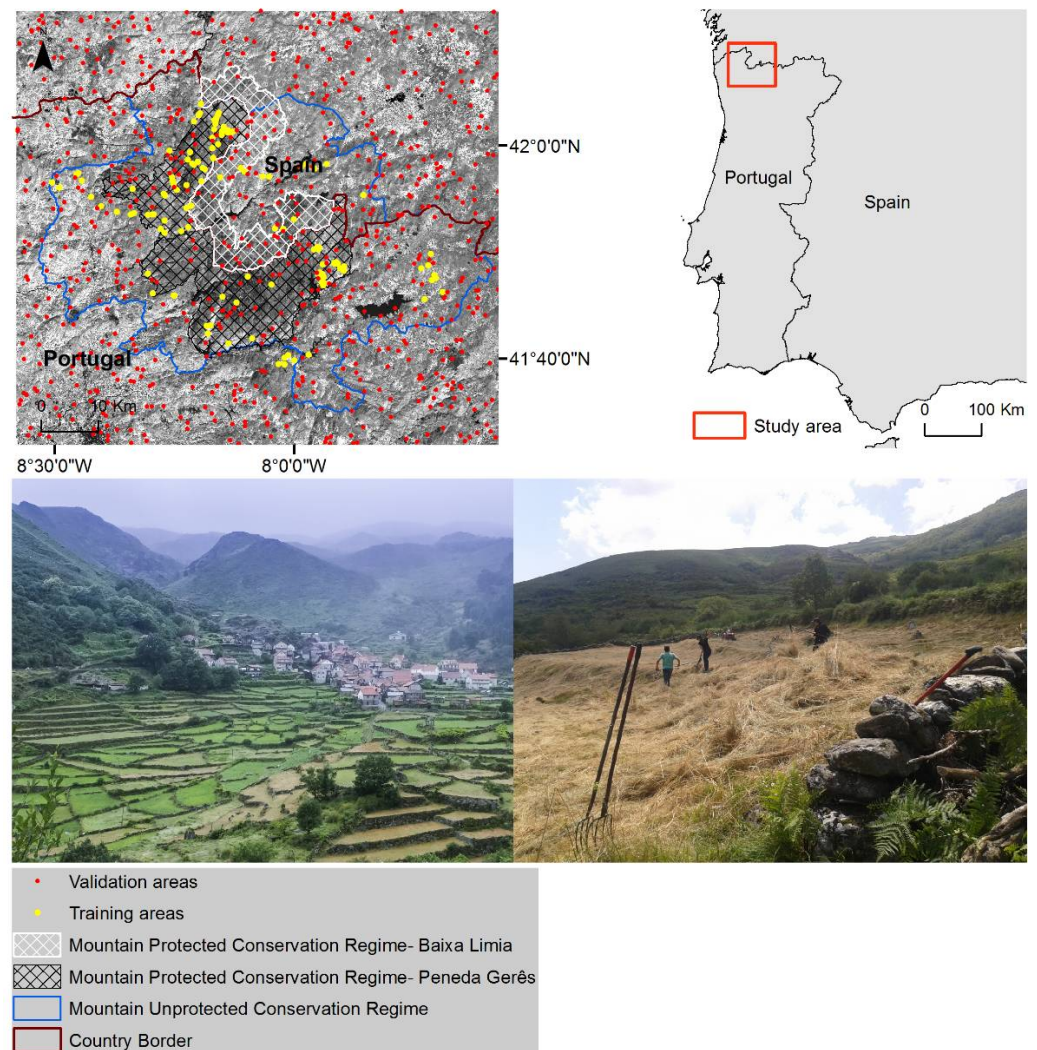 N
Spain
42°0'0"N
Portugal
41°40'0"N
0 10 Km
8°30'0"W
8°0'0"W
Portugal
Spain
Study area
0 100 Km
Validation areas
Training areas
Mountain Protected Conservation Regime- Baixa Limia
Mountain Protected Conservation Regime- Peneda Gerês
Mountain Unprotected Conservation Regime
Country Border